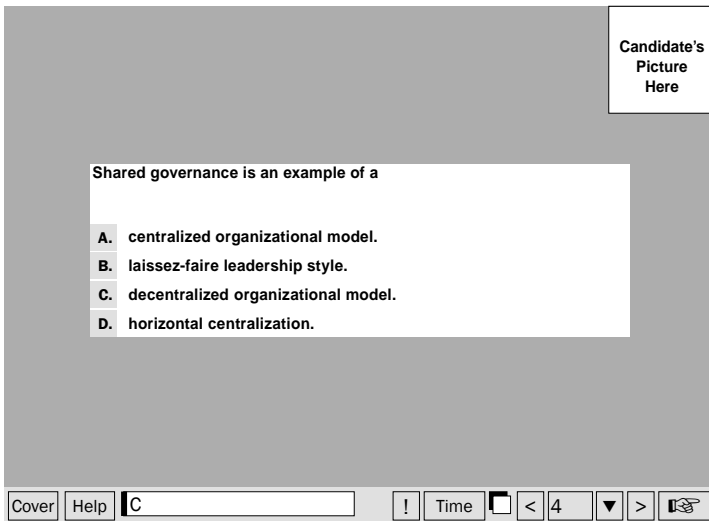 Candidate's
Picture
Here
Shared governance is an example of a
A. centralized organizational model.
B. laissez-faire leadership style.
C. decentralized organizational model.
D. horizontal centralization.
Cover Help C ! Time < 4 ▼ > ☞